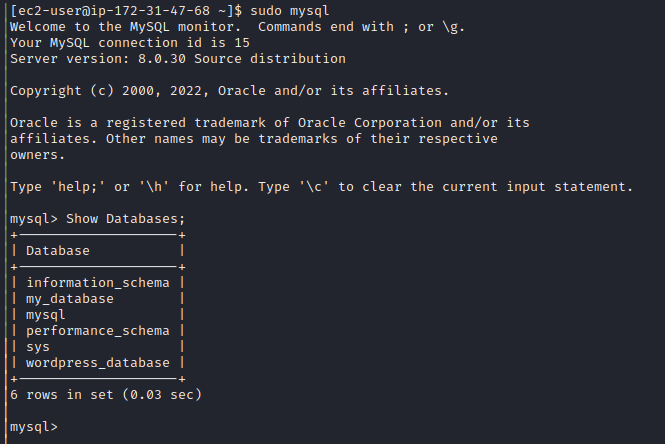 [ec2-user@ip-172-31-47-68 ~]$ sudo mysql
Welcome to the MySQL monitor.  Commands end with ; or \g.
Your MySQL connection id is 15
Server version: 8.0.30 Source distribution
Copyright (c) 2000, 2022, Oracle and/or its affiliates.
Oracle is a registered trademark of Oracle Corporation and/or its
affiliates. Other names may be trademarks of their respective
owners.
Type 'help;' or '\h' for help. Type '\c' to clear the current input statement.
mysql> Show Databases;
+--------------------+
| Database           |
+--------------------+
| information_schema |
| my_database        |
| mysql              |
| performance_schema |
| sys                |
| wordpress_database |
+--------------------+
6 rows in set (0.03 sec)
mysql>